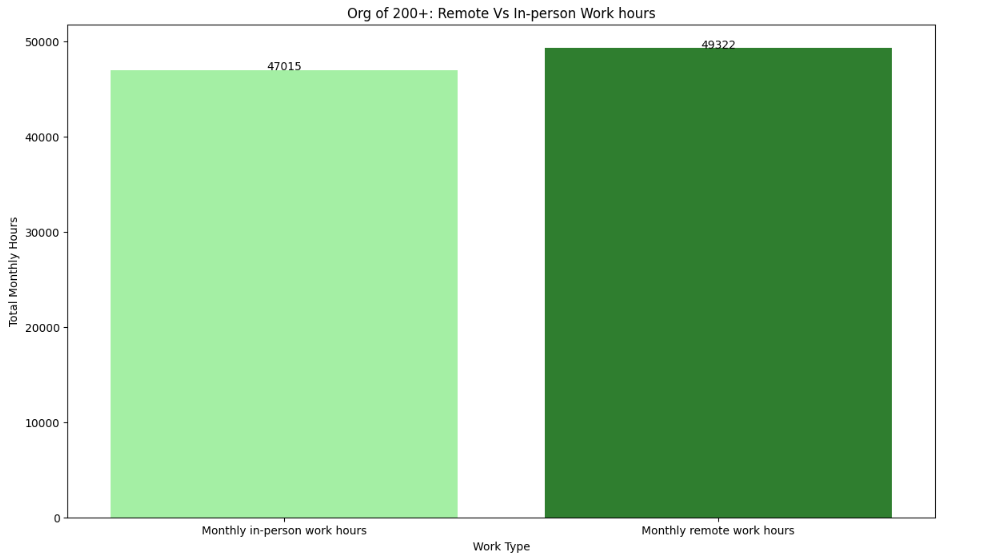 Org of 200+: Remote Vs In-person Work hours
50000
40000
30000
20000
10000
0
Total Monthly Hours
47015
49322
Monthly in-person work hours
Monthly remote work hours
Work Type